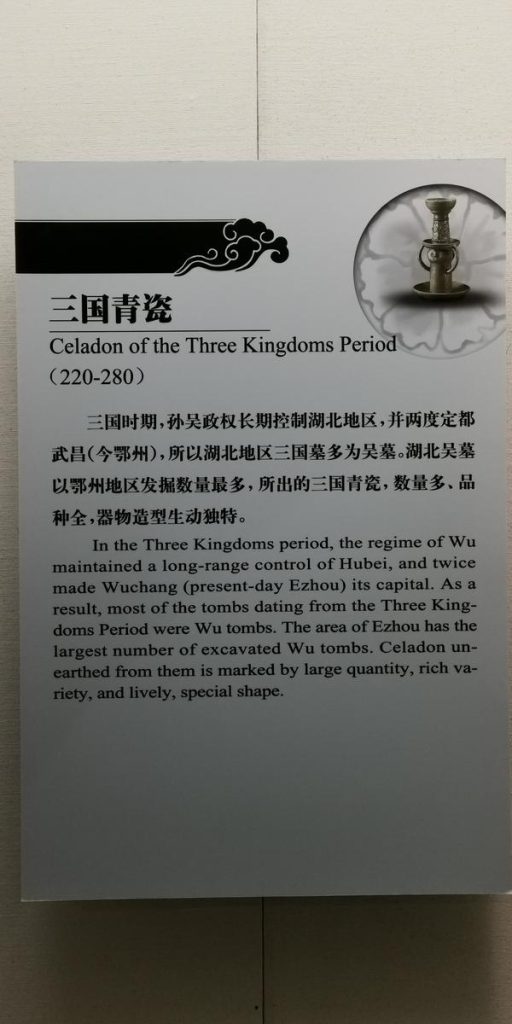 三国青瓷
Celadon of the Three Kingdoms Period
（220-280）
三国时期，孙吴政权长期控制湖北地区，并两度定都
武昌（今鄂州），所以湖北地区三国墓多为吴墓。湖北吴墓
以鄂州地区发掘数量最多，所出的三国青瓷，数量多、品
种全，器物造型生动独特。
In the Three Kingdoms period, the regime of Wu
maintained a long-range control of Hubei, and twice
made Wuchang (present-day Ezhou) its capital. As a
result, most of the tombs dating from the Three King-
doms Period were Wu tombs. The area of Ezhou has the
largest number of excavated Wu tombs. Celadon un-
earthed from them is marked by large quantity, rich va-
riety, and lively, special shape.